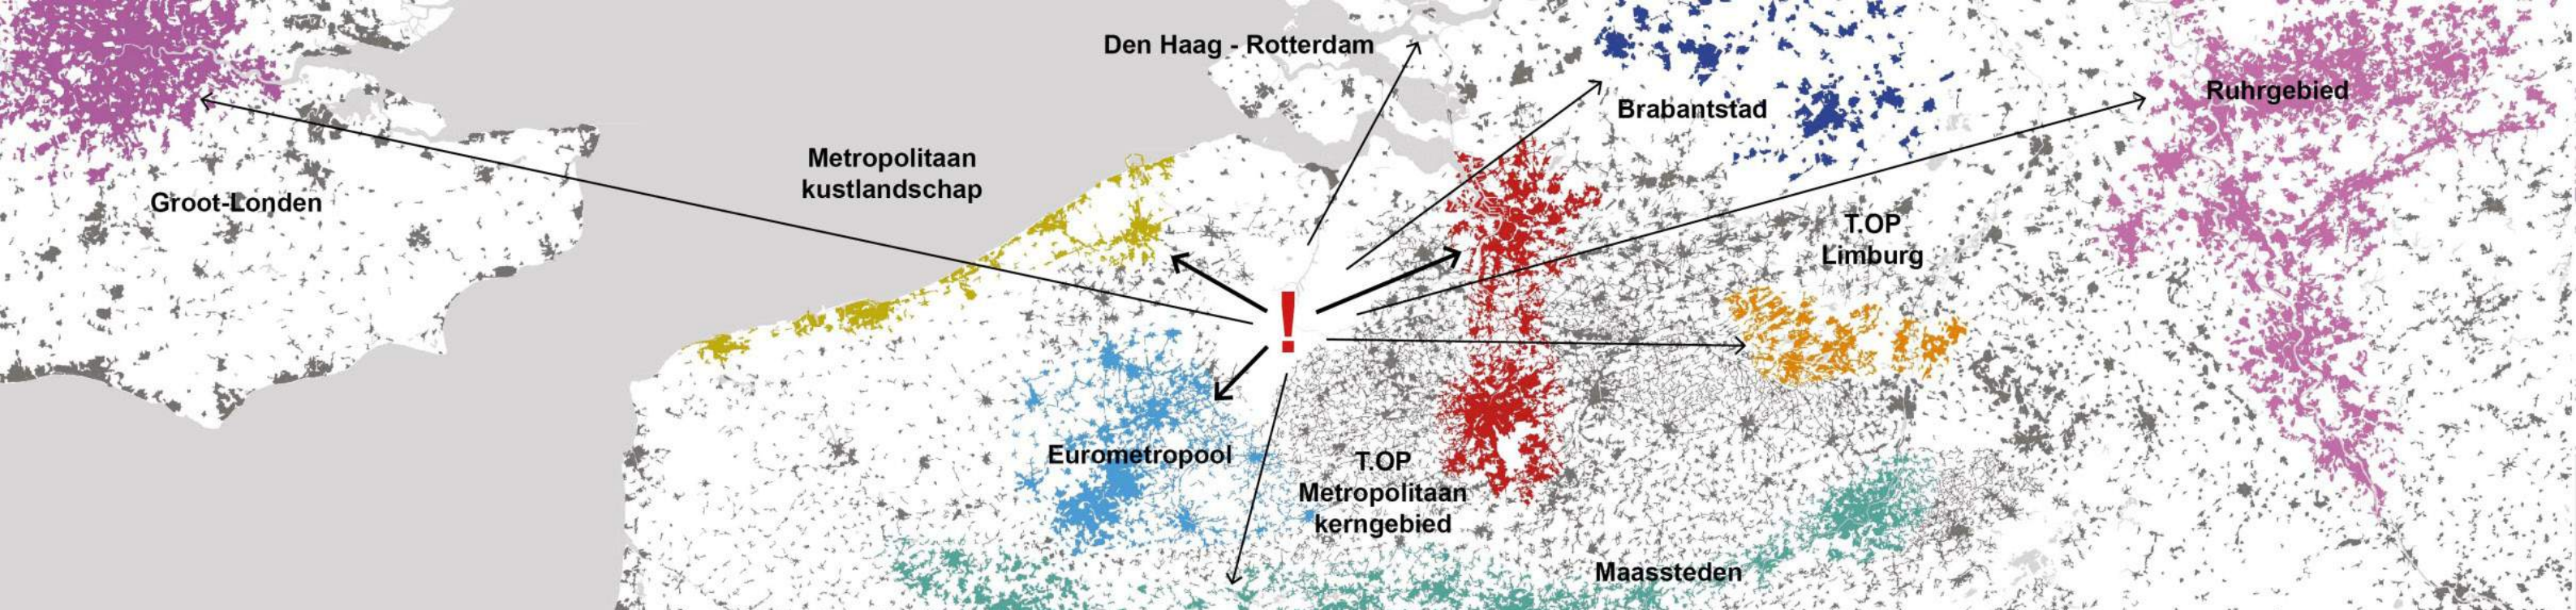 Den Haag - Rotterdam
Ruhrgebied
Brabantstad
Metropolitaan
kustlandschap
Groot-Londen
T.OP
Limburg
!
Eurometropool
T.OP
Metropolitaan
kerngebied
Maassteden